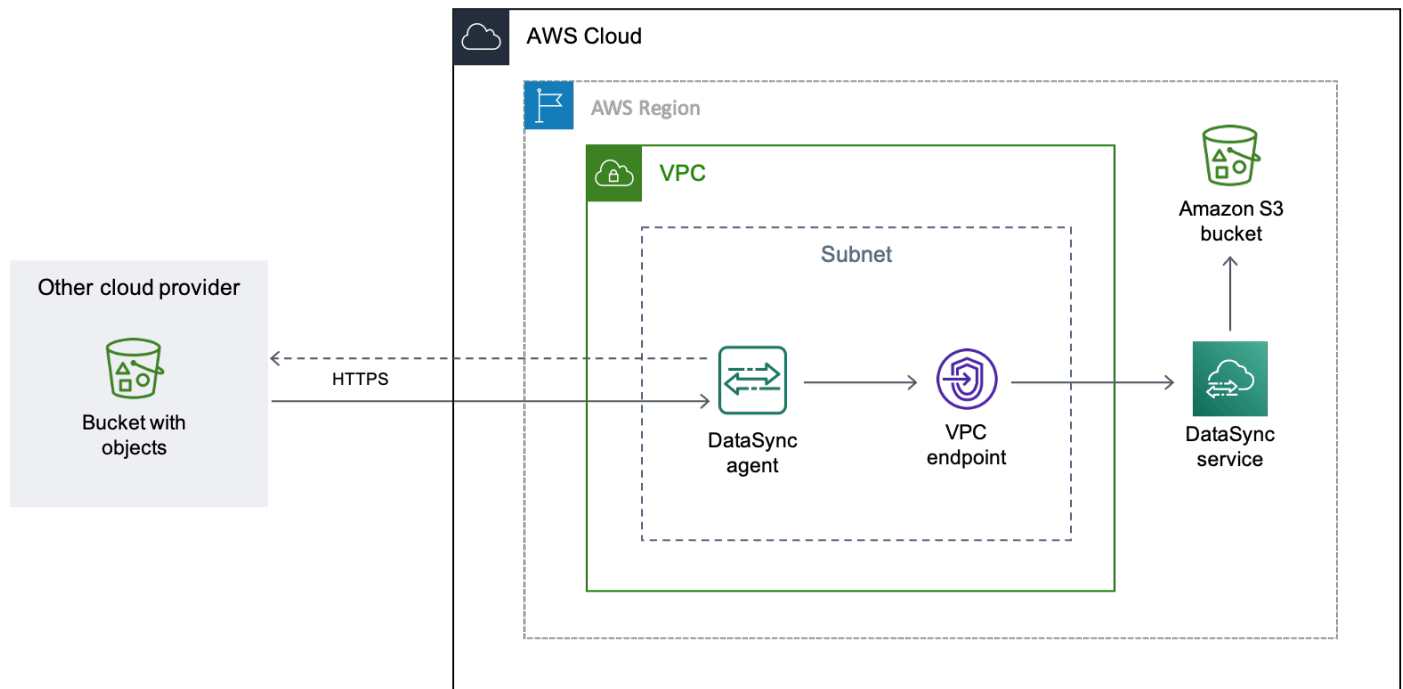 AWS Cloud
AWS Region
VPC
Subnet
Amazon S3
bucket
Other cloud provider
Bucket with
objects
HTTPS
DataSync
agent
VPC
endpoint
DataSync
service